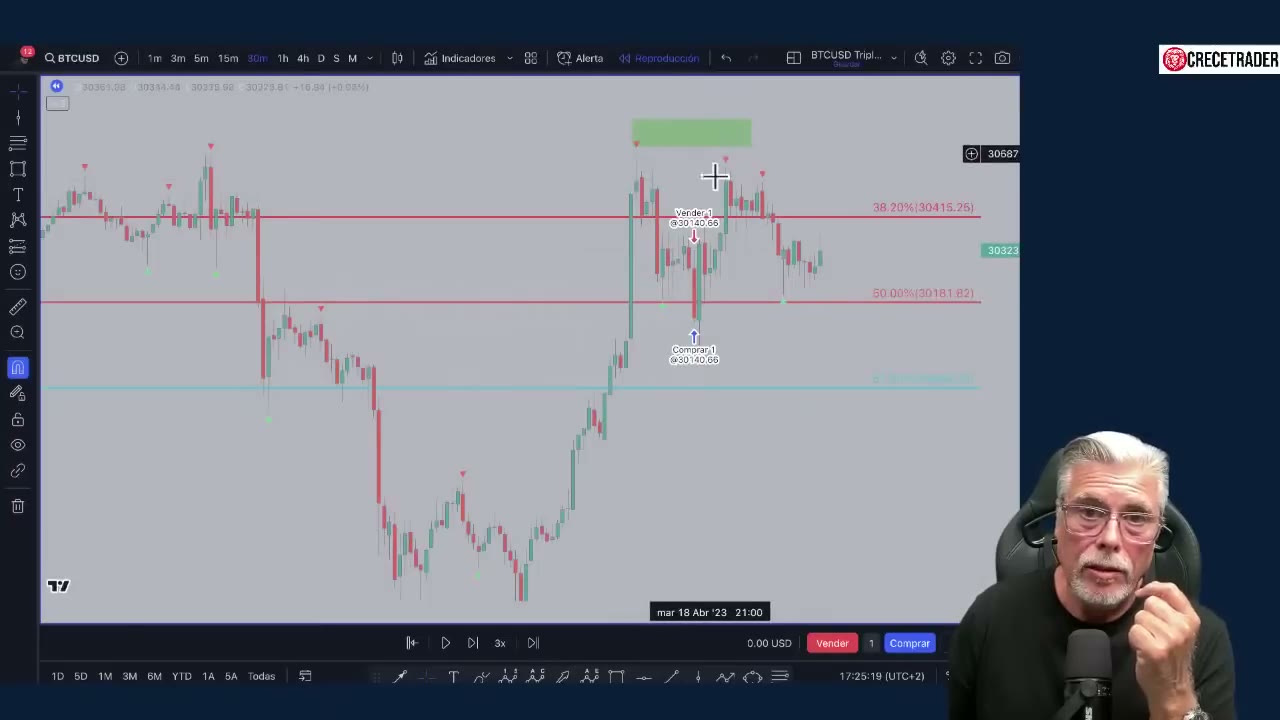 12
BTCUSD
1m 3m 5m 15m 30m 1h 4h D S M
Indicadores
Alerta
Reproducción
BTCUSD Tripl...
CRECETRADER
30687
38.20%(30415.25)
Vender 1
@30140.66
30323
50.00%(30181.62)
Comprar 1
@30140.66
mar 18 Abr '23 21:00
3x
0.00 USD
Vender
1
Comprar
1D 5D 1M 3M 6M YTD 1A 5A Todas
17:25:19 (UTC+2)